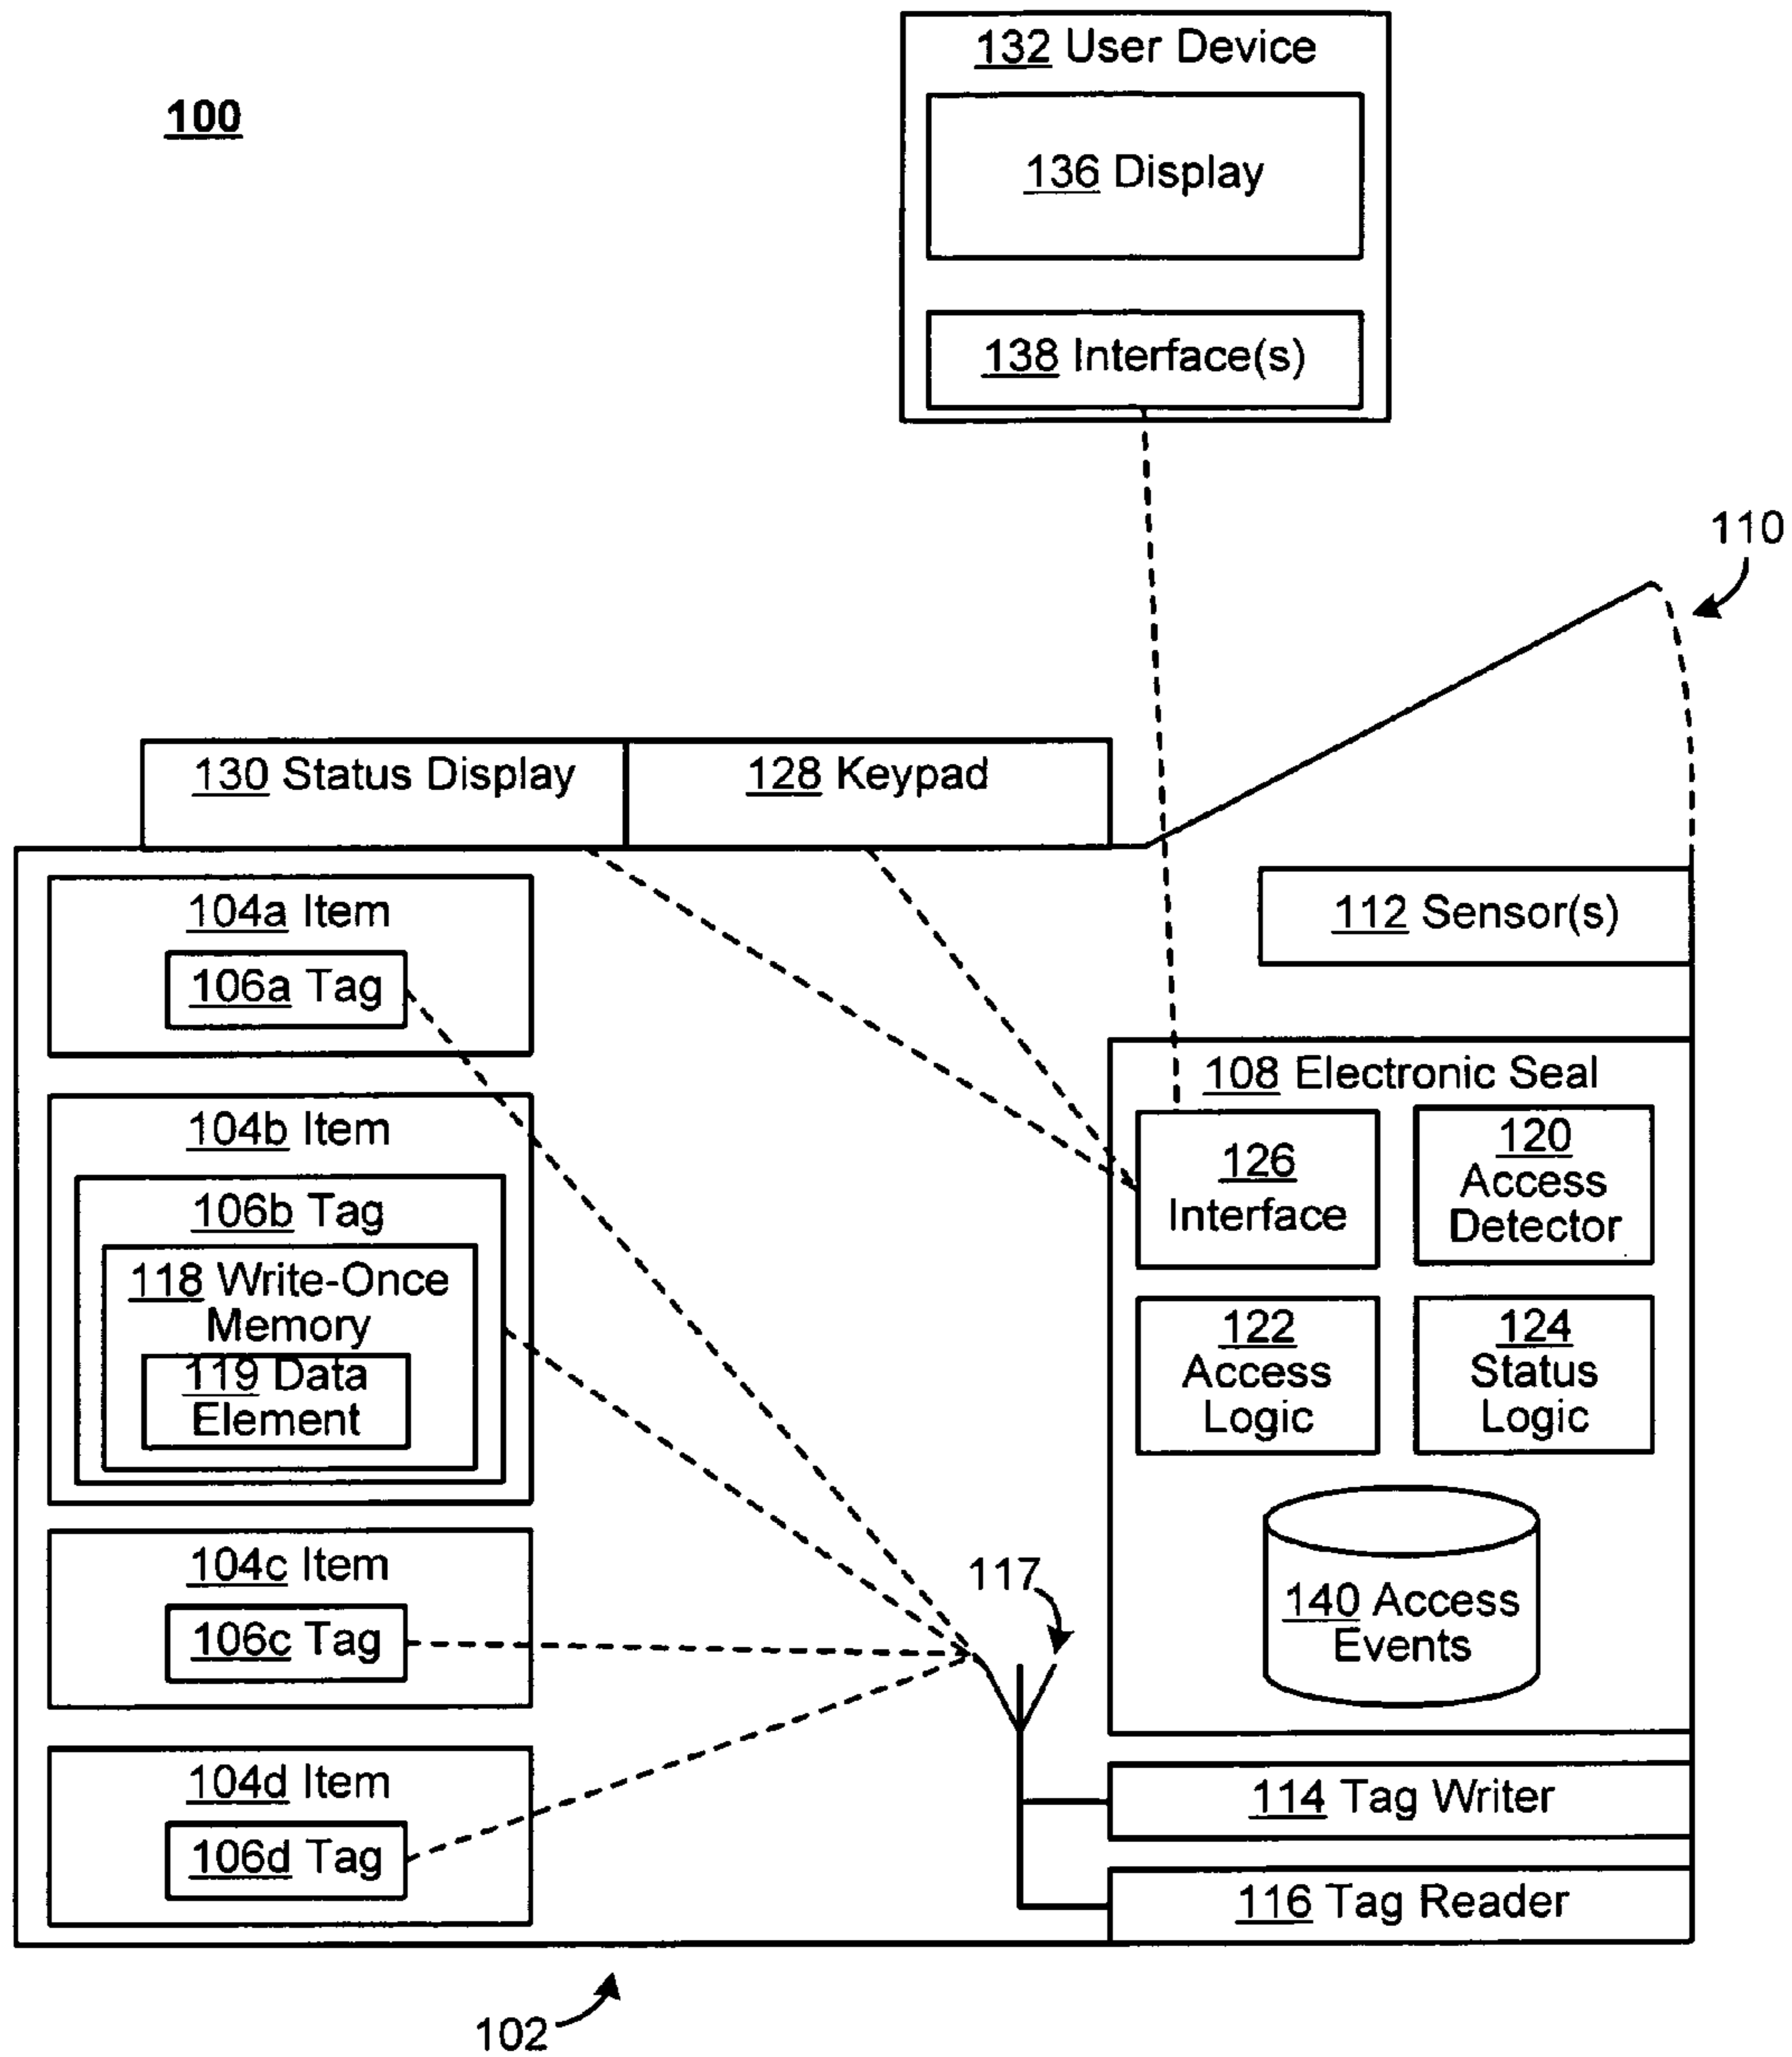 100
132 User Device
136 Display
138 Interface(s)
110
130 Status Display
128 Keypad
104a Item
106a Tag
112 Sensor(s)
104b Item
106b Tag
118 Write-Once
Memory
119 Data
Element
108 Electronic Seal
126
Interface
120
Access
Detector
122
Access
Logic
124
Status
Logic
140 Access
Events
104c Item
106c Tag
117
104d Item
106d Tag
114 Tag Writer
116 Tag Reader
102